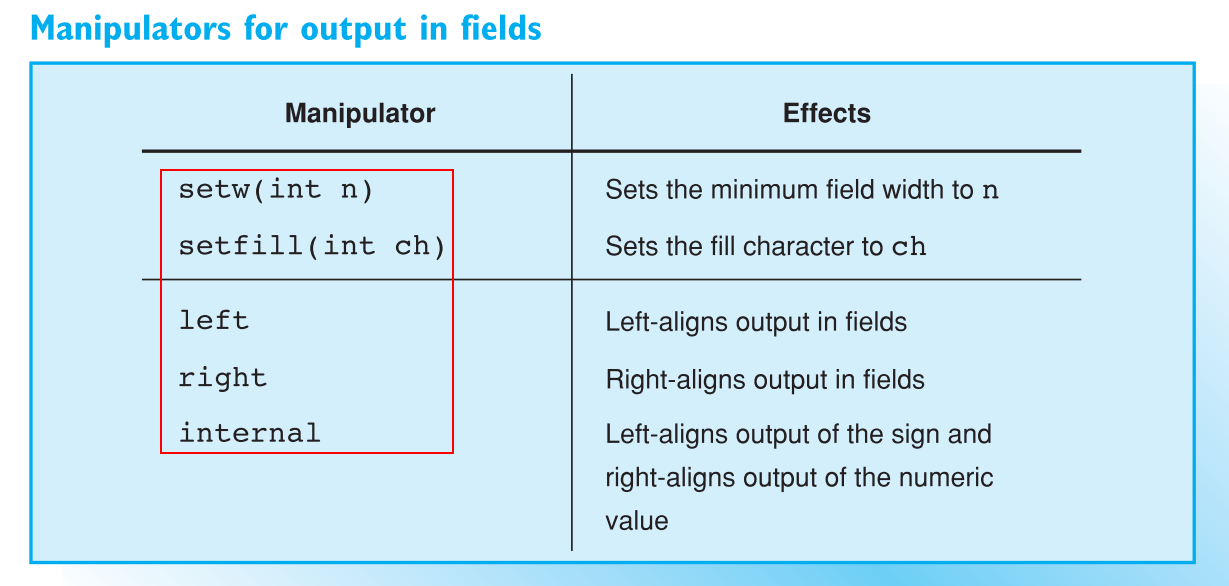 Manipulators for output in fields
Manipulator Effects
setw(int n) Sets the minimum field width to n
setfill(int ch) Sets the fill character to ch
left Left-aligns output in fields
right Right-aligns output in fields
internal Left-aligns output of the sign and
right-aligns output of the numeric
value